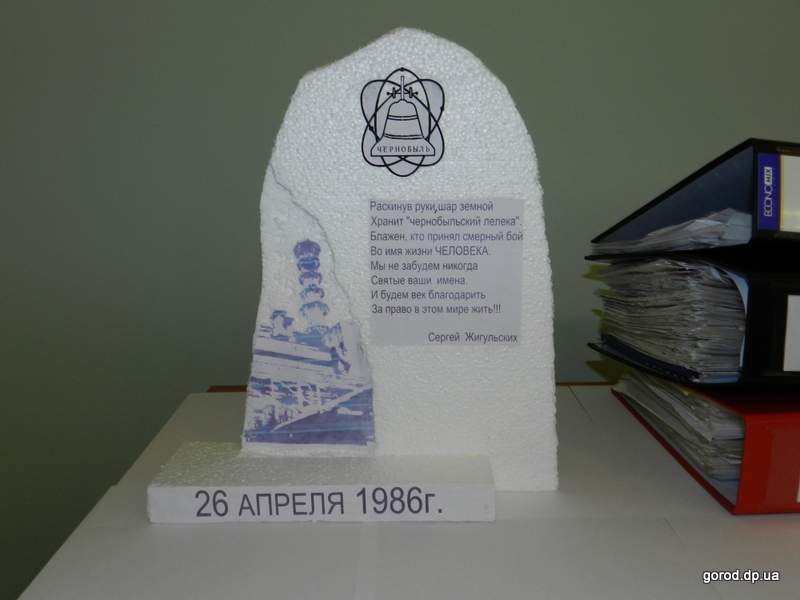 ЧЕРНОБЫЛЬ
Раскинув руки,шар земной
Хранит "чернобыльский лелека".
Блажен, кто принял смерный бой
Во имя жизни ЧЕЛОВЕКА.
Мы не забудем никогда
Святые ваши имена.
И будем век благодарить
За право в этом мире жить!!!
Сергей Жигульских
26 АПРЕЛЯ 1986г.
ECONOMIX
gorod.dp.ua